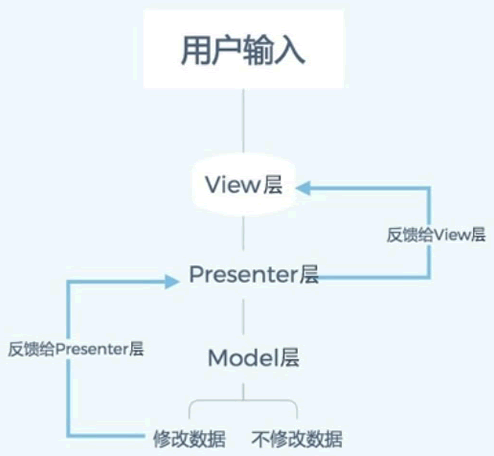 用户输入
View层
反馈给View层
Presenter层
反馈给Presenter层
Model层
修改数据
不修改数据